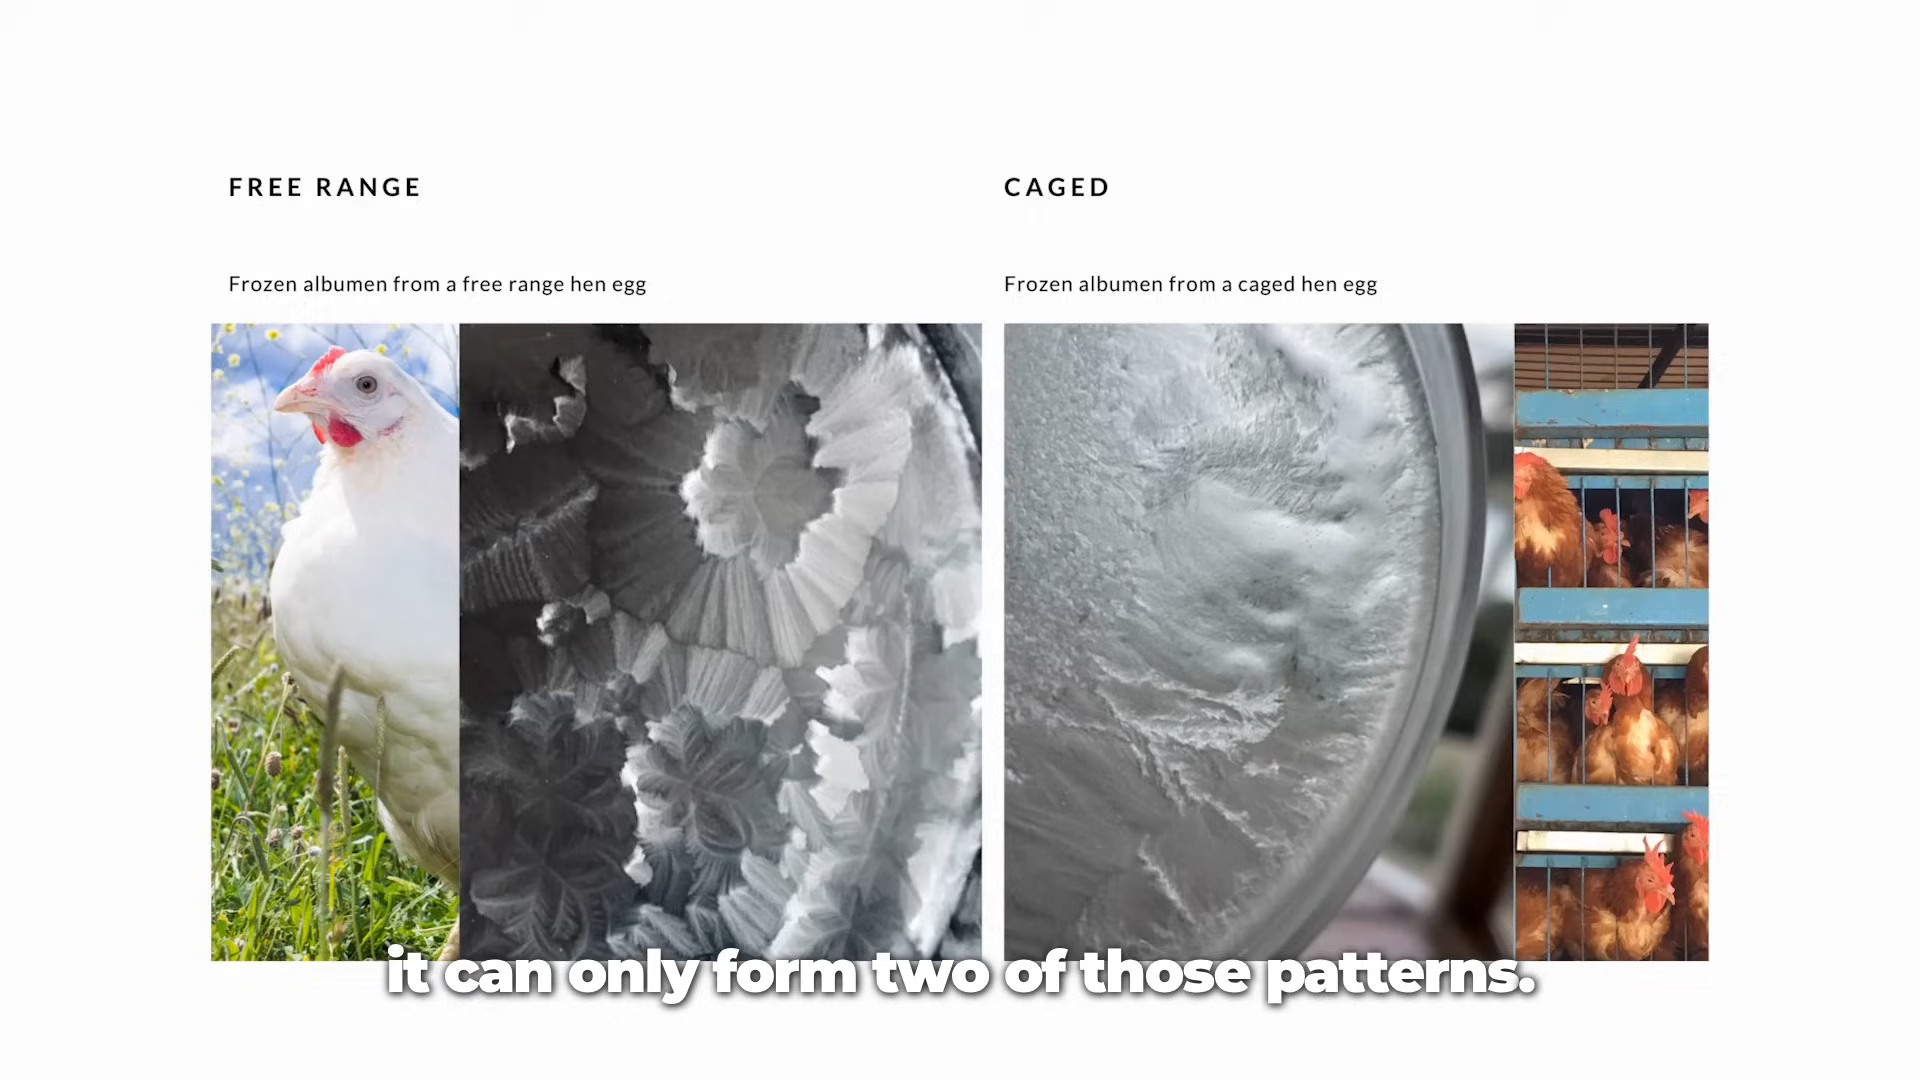 FREE RANGE
CAGED
Frozen albumen from a free range hen egg
Frozen albumen from a caged hen egg
it can only form two of those patterns.